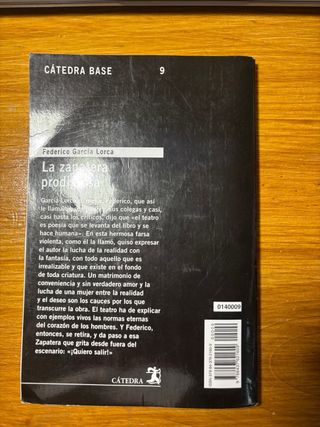 CÁTEDRA BASE 9
Federico García Lorca
La zapatera
prodigiosa
García Lorca, o mejor, Federico, que así
le llamaban sus colegas y casi,
casi hasta los críticos, dijo que «el teatro
es poesía que se levanta del libro y se
hace humana». En esta hermosa farsa
violenta, como él la llamó, quiso expresar
el autor la lucha de la realidad con
la fantasía, con todo aquello que es
irrealizable y que existe en el fondo
de toda criatura. Un matrimonio de
conveniencia y sin verdadero amor y la
lucha de una mujer entre la realidad
y el deseo son los cauces por los que
transcurre la obra. El teatro ha de explicar
con ejemplos vivos las normas eternas
del corazón de los hombres. Y Federico,
entonces, se retira, y da paso a esa
Zapatera que grita desde fuera del
escenario: «¡Quiero salir!»
0140009
CÁTEDRA